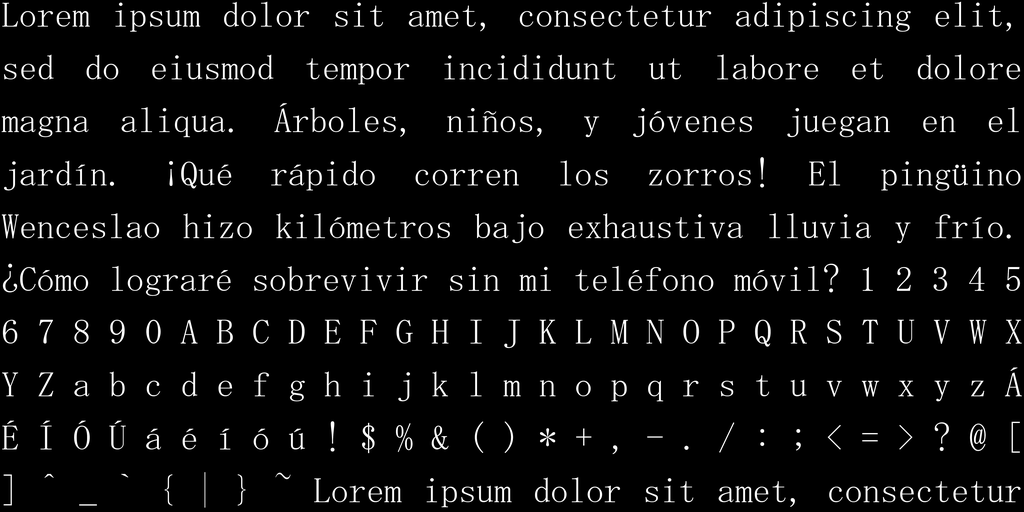 Lorem ipsum dolor sit amet, consectetur adipiscing elit,
sed do eiusmod tempor incididunt ut labore et dolore
magna aliqua. Árboles, niños, y jóvenes juegan en el
jardín. ¡Qué rápido corren los zorros! El pingüino
Wenceslao hizo kilómetros bajo exhaustiva lluvia y frío.
¿Cómo lograré sobrevivir sin mi teléfono móvil? 1 2 3 4 5
6 7 8 9 0 A B C D E F G H I J K L M N O P Q R S T U V W X
Y Z a b c d e f g h i j k l m n o p q r s t u v w x y z Á
É Í Ó Ú á é í ó ú ! $ % & ( ) * + , - . / : ; < = > ? @ [
] ^ _ ` { | } ~ Lorem ipsum dolor sit amet, consectetur